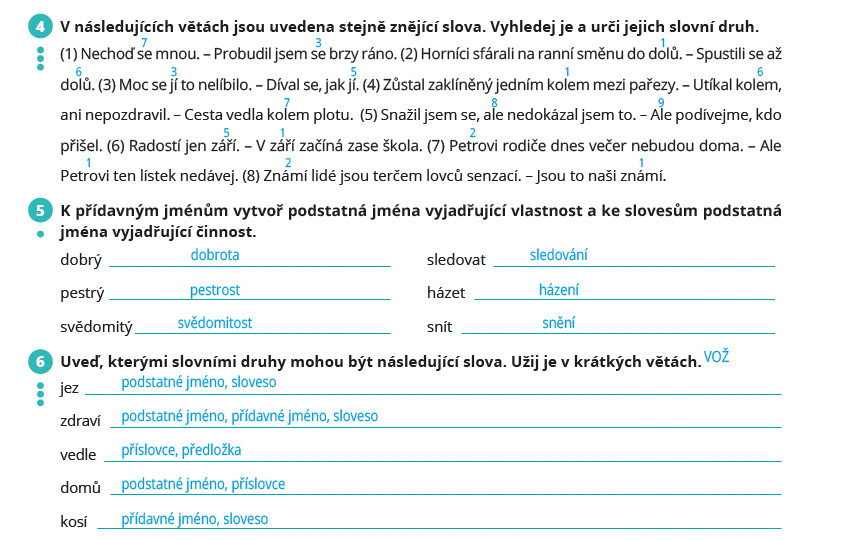 4 V následujících větách jsou uvedena stejně znějící slova. Vyhledej je a urči jejich slovní druh.
7 3 1
(1) Nechoď se mnou. – Probudil jsem se brzy ráno. (2) Horníci sfárali na ranní směnu do dolů. – Spustili se až
6 3 5 1 6
dolů. (3) Moc se jí to nelíbilo. – Díval se, jak jí. (4) Zůstal zaklíněný jedním kolem mezi pařezy. – Utíkal kolem,
7 8 9
ani nepozdravil. – Cesta vedla kolem plotu. (5) Snažil jsem se, ale nedokázal jsem to. – Ale podívejme, kdo
5 1 2
přišel. (6) Radostí jen září. – V září začíná zase škola. (7) Petrovi rodiče dnes večer nebudou doma. – Ale
1 2 1
Petrovi ten lístek nedávej. (8) Známí lidé jsou terčem lovců senzací. – Jsou to naši známí.
5 K přídavným jménům vytvoř podstatná jména vyjadřující vlastnost a ke slovesům podstatná
jména vyjadřující činnost.
dobrý dobrota sledovat sledování
pestrý pestrost házet házení
svědomitý svědomitost snít snění
6 Uveď, kterými slovními druhy mohou být následující slova. Užij je v krátkých větách. VOŽ
jez podstatné jméno, sloveso
zdraví podstatné jméno, přídavné jméno, sloveso
vedle příslovce, předložka
domů podstatné jméno, příslovce
kosí přídavné jméno, sloveso